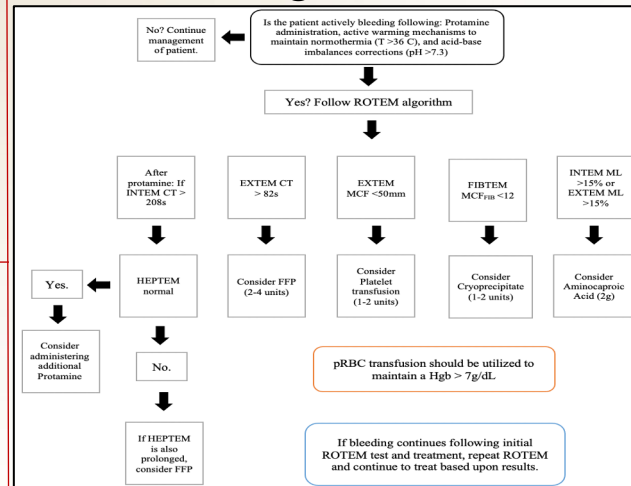 Is the patient actively bleeding following: Protamine
administration, active warming mechanisms to
maintain normothermia (T >36 C), and acid-base
imbalances corrections (pH >7.3)
No? Continue
management
of patient.
Yes? Follow ROTEM algorithm
After
protamine: If
INTEM CT >
208s
EXTEM CT
> 82s
EXTEM
MCF <50mm
FIBTEM
MCFFIB <12
INTEM ML
>15% or
EXTEM ML
>15%
Yes.
HEPTEM
normal
Consider FFP
(2-4 units)
Consider
Platelet
transfusion
(1-2 units)
Consider
Cryoprecipitate
(1-2 units)
Consider
Aminocaproic
Acid (2g)
Consider
administering
additional
Protamine
No.
pRBC transfusion should be utilized to
maintain a Hgb > 7g/dL
If HEPTEM
is also
prolonged,
consider FFP
If bleeding continues following initial
ROTEM test and treatment, repeat ROTEM
and continue to treat based upon results.